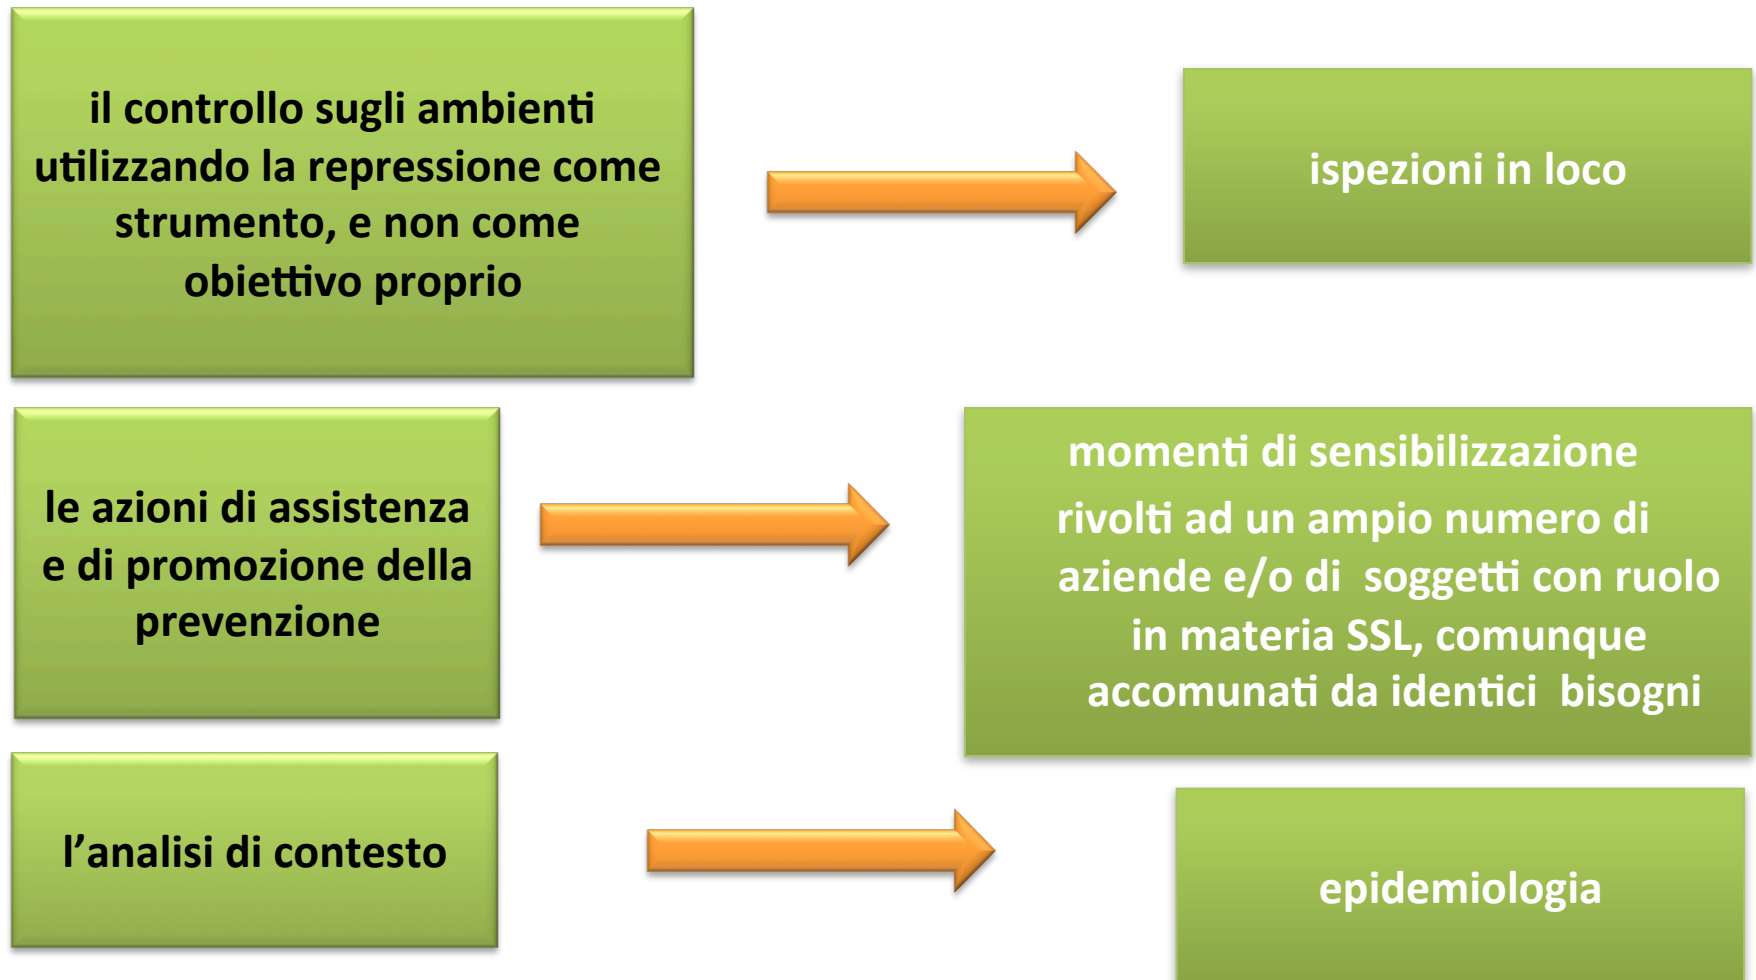 il controllo sugli ambienti
utilizzando la repressione come
strumento, e non come
obiettivo proprio
ispezioni in loco
le azioni di assistenza
e di promozione della
prevenzione
momenti di sensibilizzazione
rivolti ad un ampio numero di
aziende e/o di soggetti con ruolo
in materia SSL, comunque
accomunati da identici bisogni
l’analisi di contesto
epidemiologia